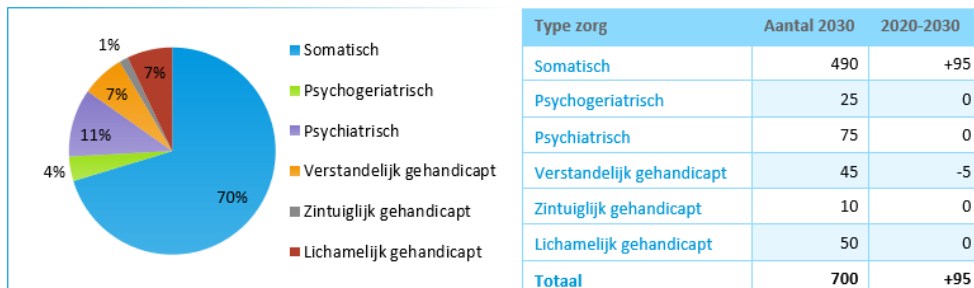 1%
7%
7%
11%
4%
70%
Somatisch
Psychogeriatrisch
Psychiatrisch
Verstandelijk gehandicapt
Zintuiglijk gehandicapt
Lichamelijk gehandicapt
Type zorg Aantal 2030 2020-2030
Somatisch 490 +95
Psychogeriatrisch 25 0
Psychiatrisch 75 0
Verstandelijk gehandicapt 45 -5
Zintuiglijk gehandicapt 10 0
Lichamelijk gehandicapt 50 0
Totaal 700 +95